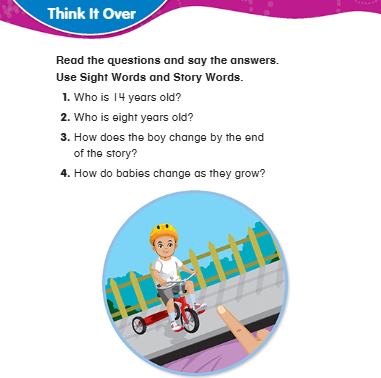 Think It Over
Read the questions and say the answers.
Use Sight Words and Story Words.
1. Who is 14 years old?
2. Who is eight years old?
3. How does the boy change by the end
of the story?
4. How do babies change as they grow?